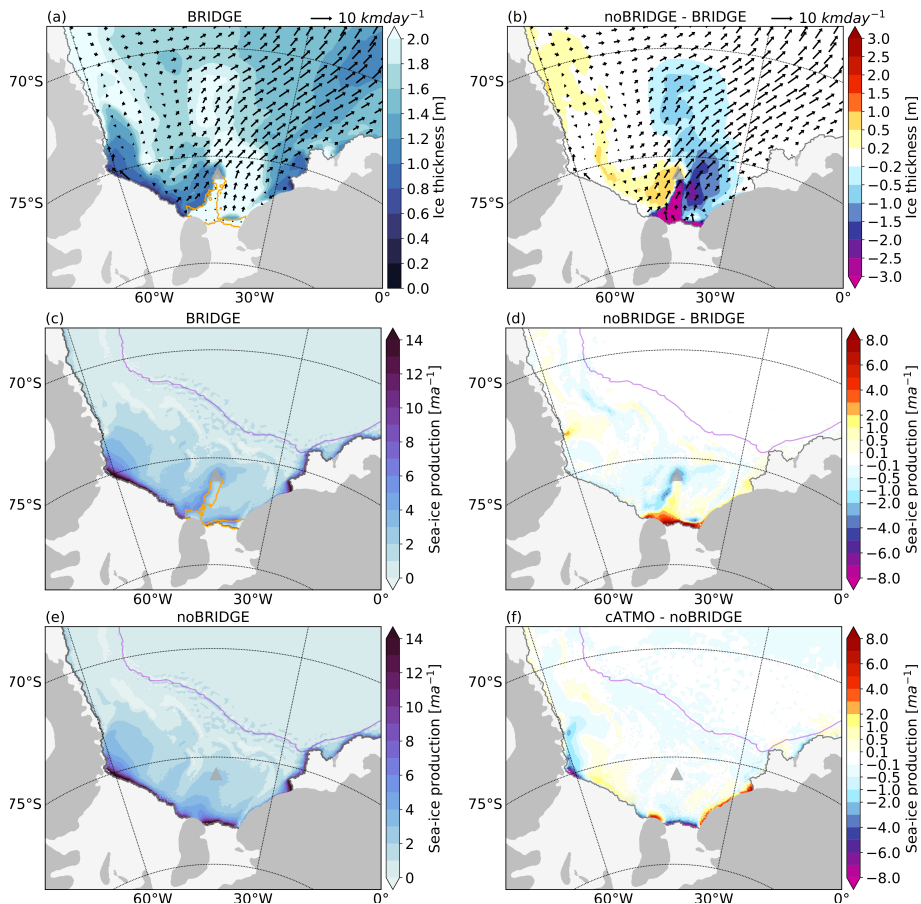 (a) BRIDGE 10 kmday⁻¹
70°S
75°S
60°W 30°W 0°
2.0
1.8
1.6
1.4
1.2
1.0
0.8
0.6
0.4
0.2
0.0
Ice thickness [m]
(b) noBRIDGE - BRIDGE 10 kmday⁻¹
70°S
75°S
60°W 30°W 0°
3.0
2.5
2.0
1.5
1.0
0.5
0.2
−0.2
−0.5
−1.0
−1.5
−2.0
−2.5
−3.0
Ice thickness [m]
(c) BRIDGE
70°S
75°S
60°W 30°W 0°
14
12
10
8
6
4
2
0
Sea-ice production [ma⁻¹]
(d) noBRIDGE - BRIDGE
70°S
75°S
60°W 30°W 0°
8.0
6.0
4.0
2.0
1.0
0.5
0.1
−0.1
−1.0
−2.0
−4.0
−6.0
−8.0
Sea-ice production [ma⁻¹]
(e) noBRIDGE
70°S
75°S
60°W 30°W 0°
14
12
10
8
6
4
2
0
Sea-ice production [ma⁻¹]
(f) cATMO - noBRIDGE
70°S
75°S
60°W 30°W 0°
8.0
6.0
4.0
2.0
1.0
0.1
−0.1
−1.0
−2.0
−4.0
−6.0
−8.0
Sea-ice production [ma⁻¹]